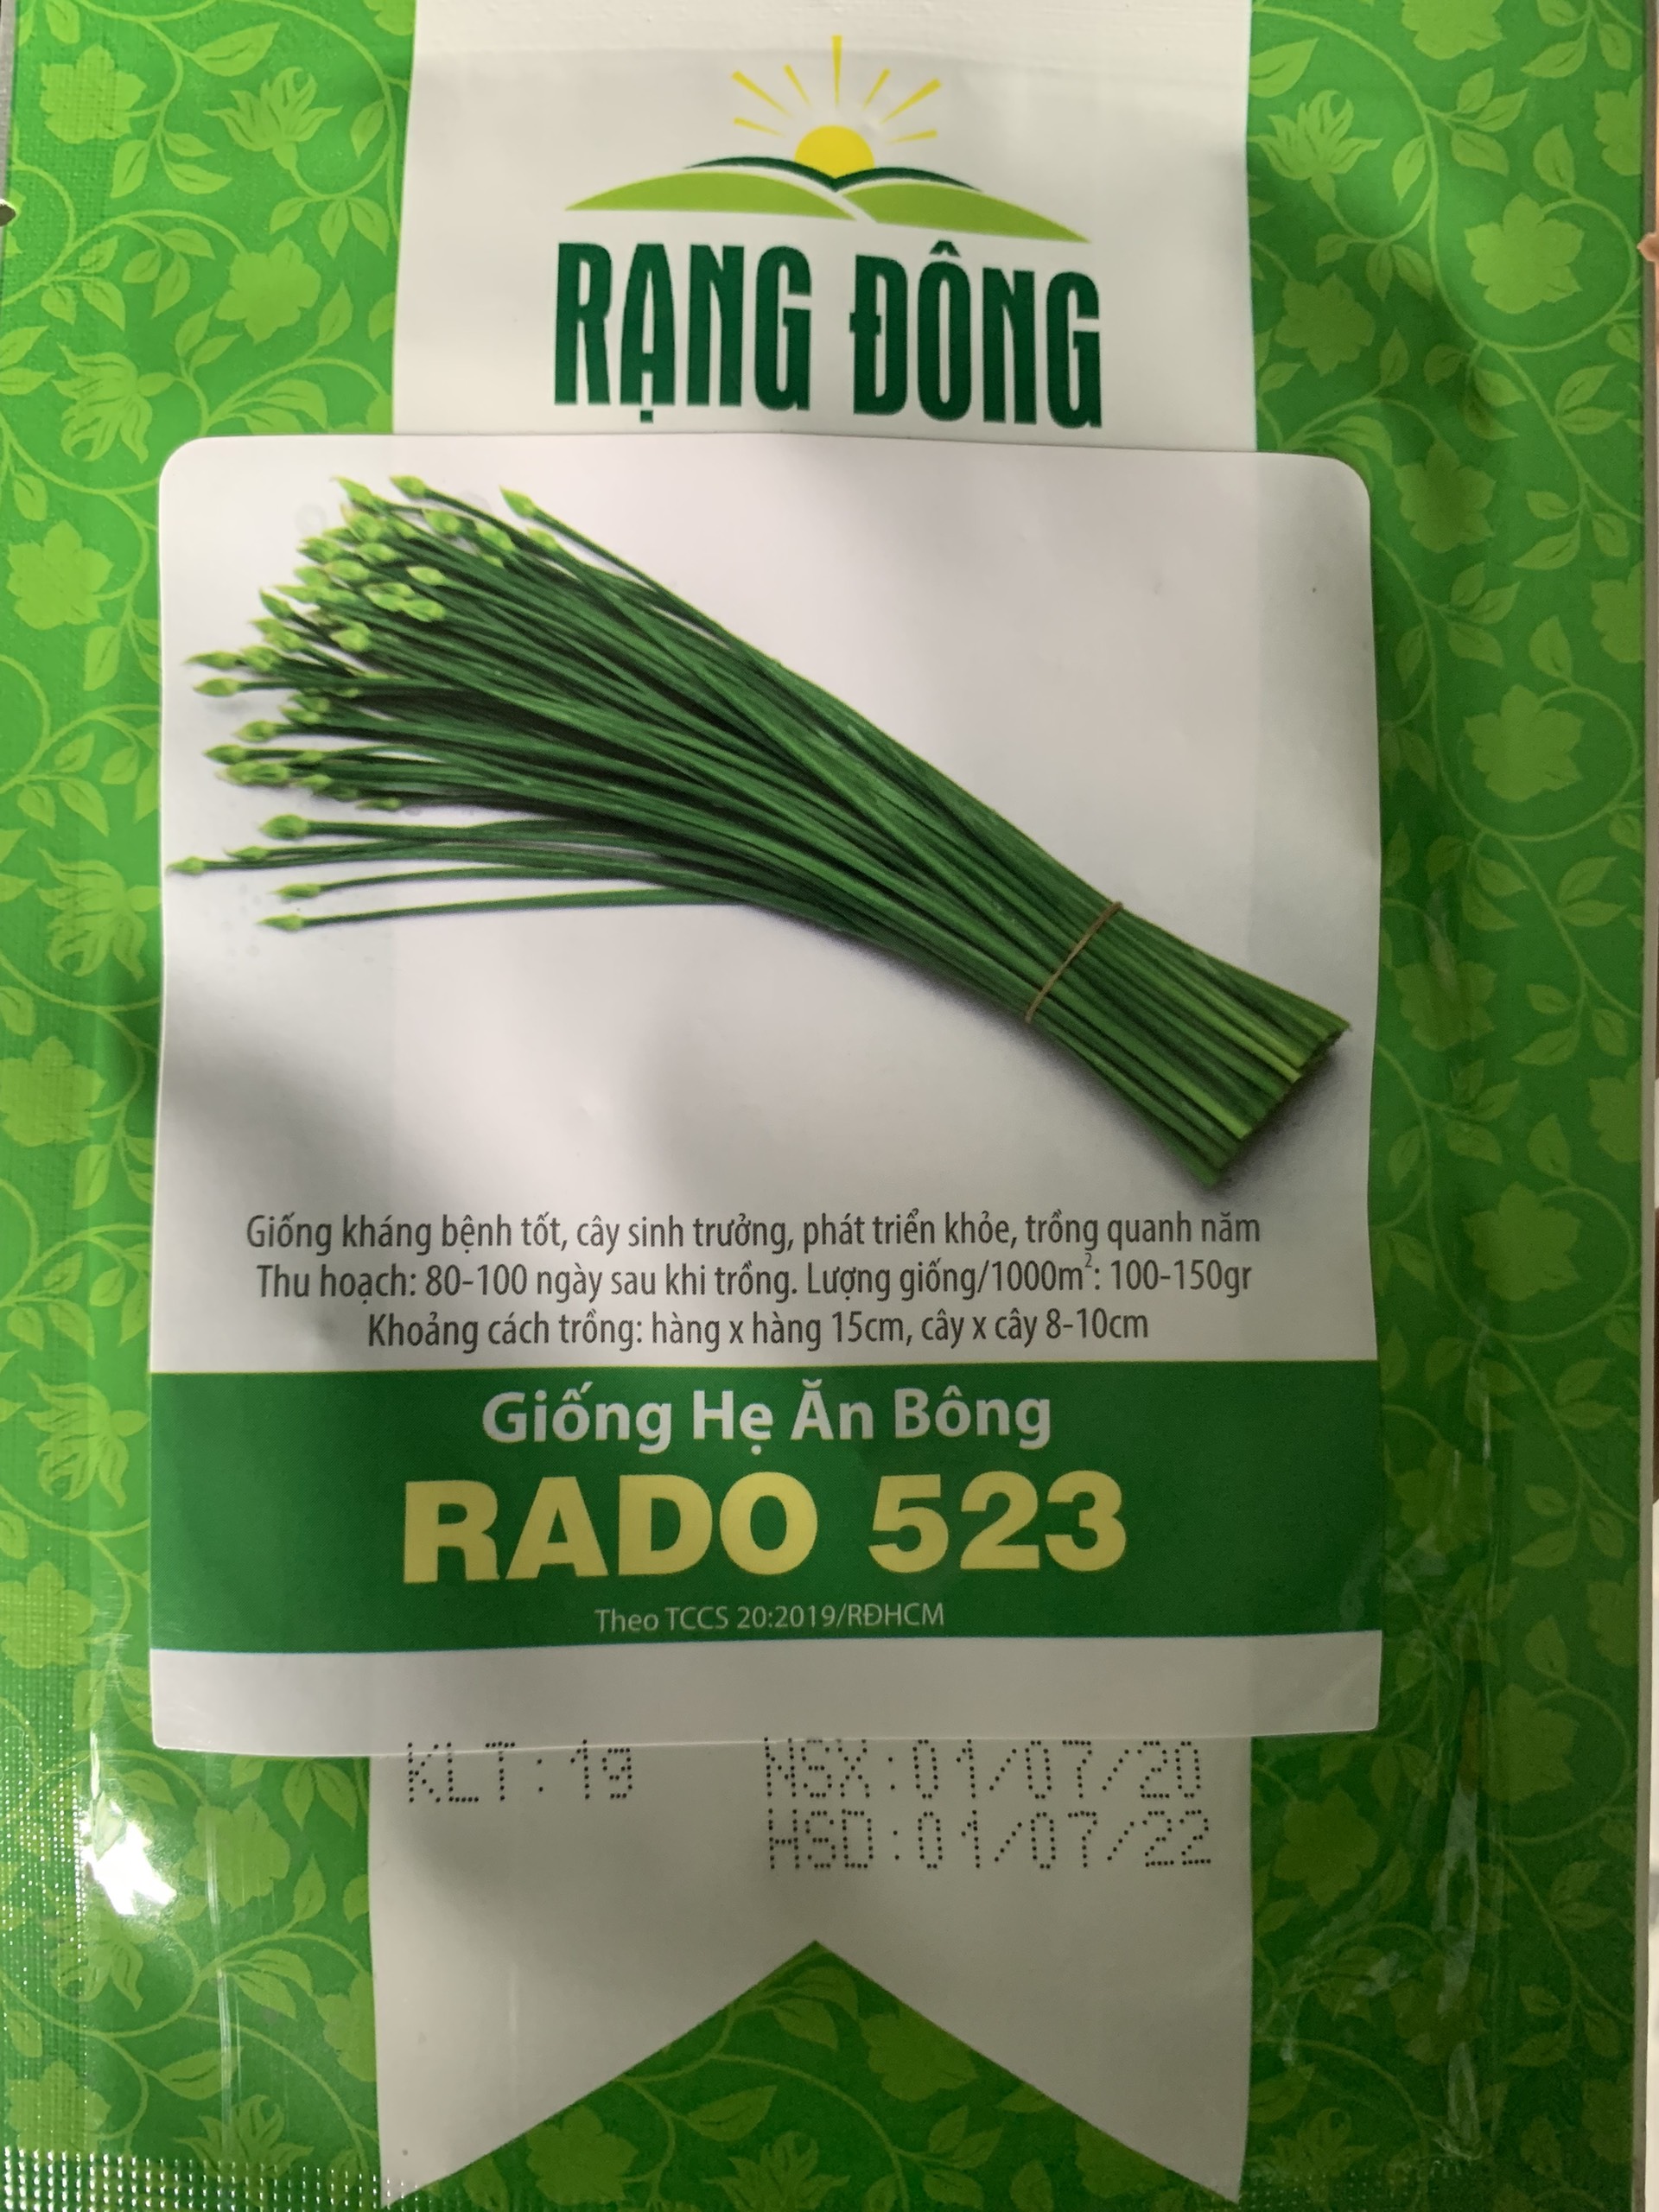 RẠNG ĐÔNG
Giống kháng bệnh tốt, cây sinh trưởng, phát triển khỏe, trồng quanh năm
Thu hoạch: 80-100 ngày sau khi trồng. Lượng giống/1000m²: 100-150gr
Khoảng cách trồng: hàng x hàng 15cm, cây x cây 8-10cm
Giống Hẹ Ăn Bông
RADO 523
Theo TCCS 20:2019/RĐHCM
KLT:1g NSX:01/07/20
HSD:01/07/22